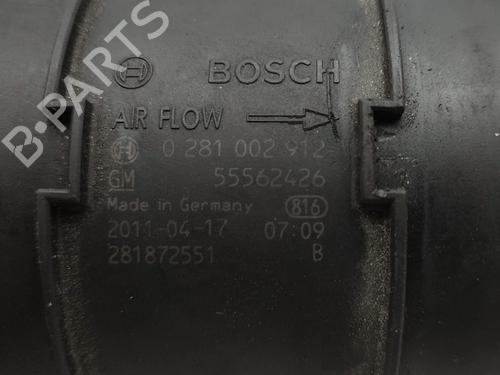 B-PARTS
BOSCH
AIR FLOW
0 281 002 912
GM 55562426
Made in Germany 816
2011-04-17 07:09
281872551 B